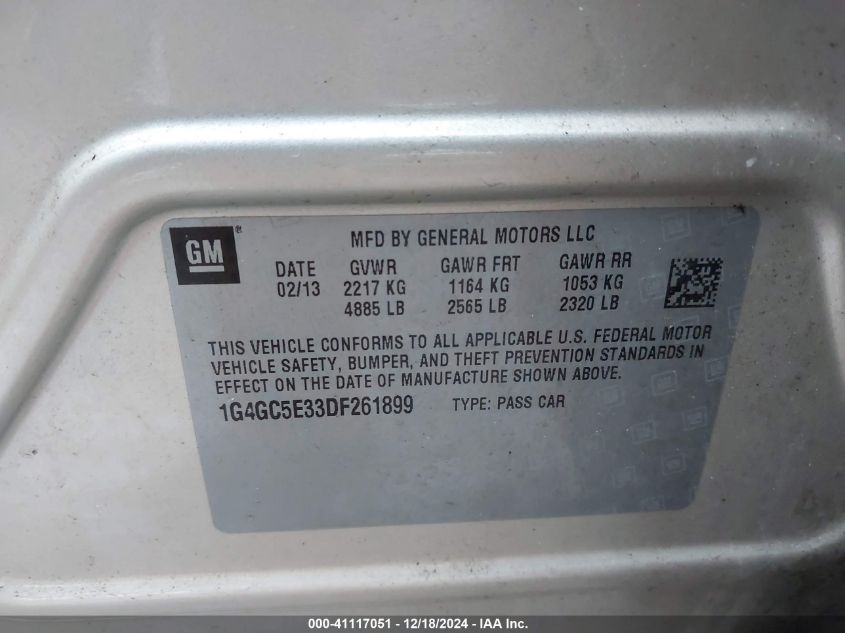 GM
MFD BY GENERAL MOTORS LLC
DATE GVWR GAWR FRT GAWR RR
02/13 2217 KG 1164 KG 1053 KG
4885 LB 2565 LB 2320 LB
THIS VEHICLE CONFORMS TO ALL APPLICABLE U.S. FEDERAL MOTOR
VEHICLE SAFETY, BUMPER, AND THEFT PREVENTION STANDARDS IN
EFFECT ON THE DATE OF MANUFACTURE SHOWN ABOVE.
1G4GC5E33DF261899 TYPE: PASS CAR
000-41117051 - 12/18/2024 - IAA Inc.